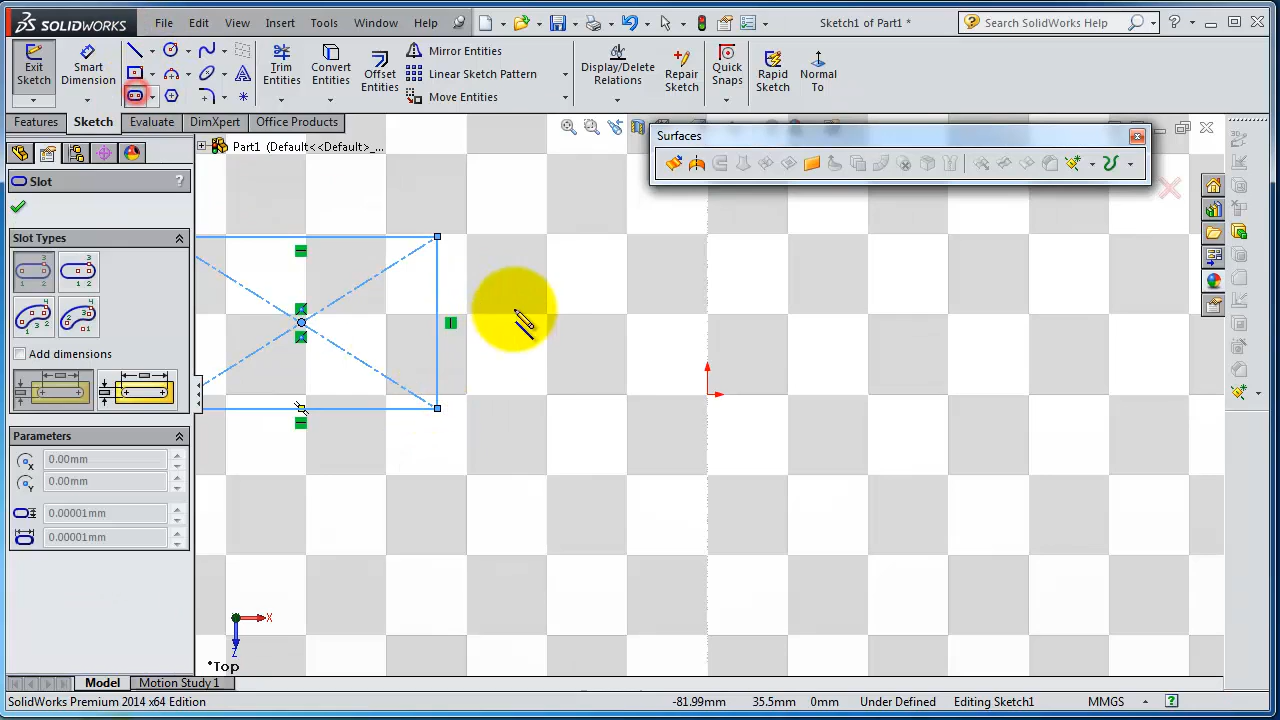 SOLIDWORKS File Edit View Insert Tools Window Help Sketch1 of Part1 * Search SolidWorks Help
Exit Sketch
Smart Dimension
Trim Entities
Convert Entities
Offset Entities
Mirror Entities
Linear Sketch Pattern
Move Entities
Display/Delete Relations
Repair Sketch
Quick Snaps
Rapid Sketch
Normal To
Features Sketch Evaluate DimXpert Office Products
Surfaces
Part1 (Default<<Default>_...
Slot ?
Slot Types
Add dimensions
Parameters
0.00mm
0.00mm
0.00001mm
0.00001mm
X
Z
*Top
Model Motion Study 1
SolidWorks Premium 2014 x64 Edition -81.99mm 35.5mm 0mm Under Defined Editing Sketch1 MMGS